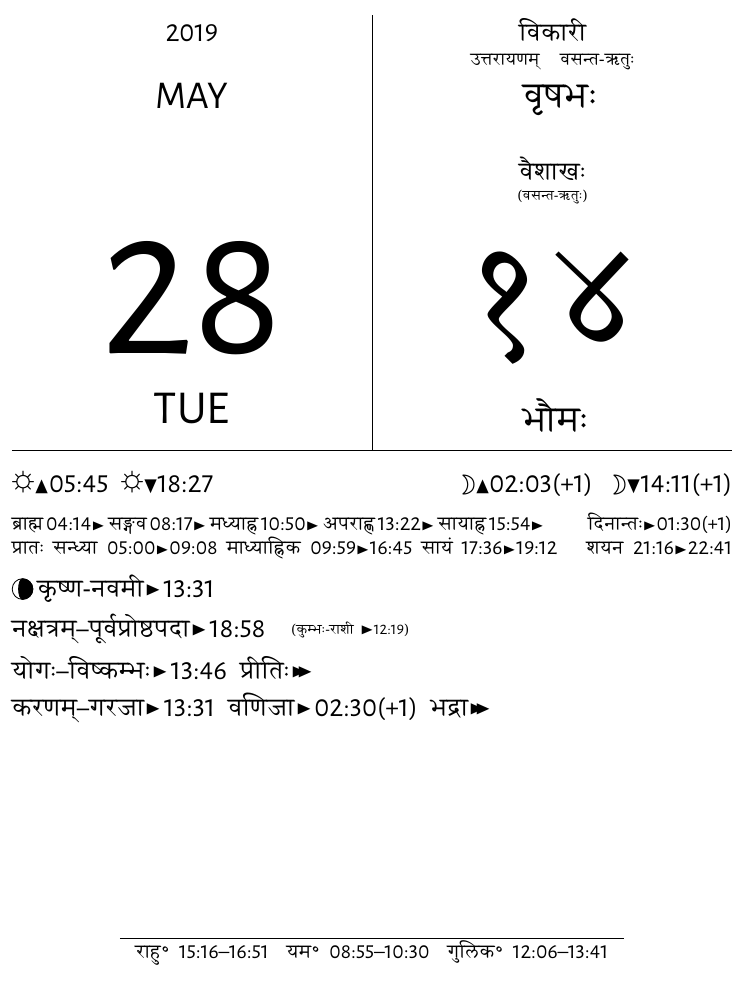 2019
MAY
28
TUE
विकारी
उत्तरायणम् वसन्त-ऋतुः
वृषभः
वैशाखः
(वसन्त-ऋतुः)
१४
भौमः
☼▲05:45 ☼▼18:27 ☽▲02:03(+1) ☽▼14:11(+1)
ब्राह्म 04:14► सङ्गव 08:17► मध्याह्न 10:50► अपराह्ण 13:22► सायाह्न 15:54► दिनान्तः►01:30(+1)
प्रातः सन्ध्या 05:00►09:08 माध्याह्निक 09:59►16:45 सायं 17:36►19:12 शयन 21:16►22:41
कृष्ण-नवमी►13:31
नक्षत्रम्–पूर्वप्रोष्ठपदा►18:58 (कुम्भः-राशी ►12:19)
योगः–विष्कम्भः►13:46 प्रीतिः►►
करणम्–गरजा►13:31 वणिजा►02:30(+1) भद्रा►►
राहु° 15:16–16:51 यम° 08:55–10:30 गुलिक° 12:06–13:41